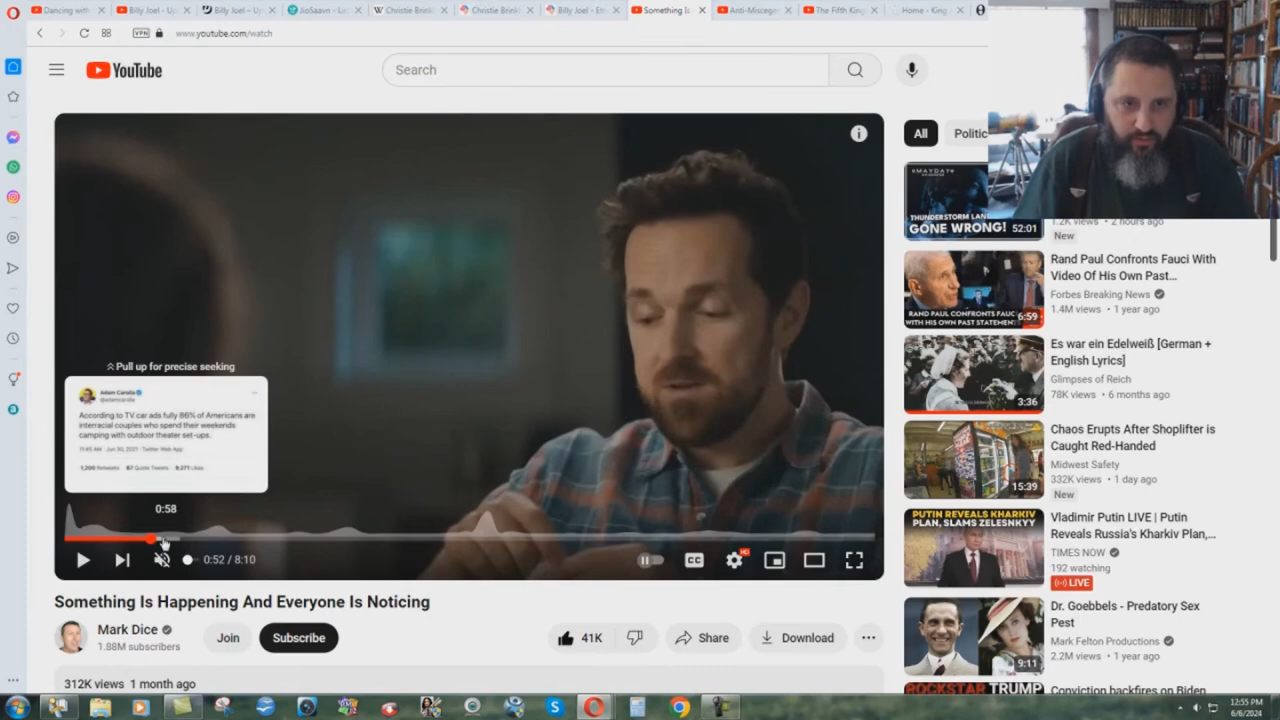 Dancing with
Billy Joel - Up
Billy Joel – U
JioSaavn - Li
Christie Brink
Christie Brink
Billy Joel - Eth
Something Is
Anti-Miscege
The Fifth King
Home - King
VPN
www.youtube.com/watch
YouTube
Search
All
Politic
MAYDAY
THUNDERSTORM LAN
GONE WRONG!
52:01
1.2K views • 2 hours ago
New
Rand Paul Confronts Fauci With
Video Of His Own Past...
Forbes Breaking News
1.4M views • 1 year ago
RAND PAUL CONFRONTS FAUCI
WITH HIS OWN PAST STATEMEN
6:59
Es war ein Edelweiß [German +
English Lyrics]
Glimpses of Reich
78K views • 6 months ago
3:36
Chaos Erupts After Shoplifter is
Caught Red-Handed
Midwest Safety
332K views • 1 day ago
New
15:39
PUTIN REVEALS KHARKIV
PLAN, SLAMS ZELESNKYY
Vladimir Putin LIVE | Putin
Reveals Russia's Kharkiv Plan,...
TIMES NOW
192 watching
LIVE
Dr. Goebbels - Predatory Sex
Pest
Mark Felton Productions
2.2M views • 1 year ago
9:11
ROCKSTAR TRUMP
Conviction backfires on Biden
Pull up for precise seeking
Adam Carolla
@adamcarolla
According to TV car ads fully 86% of Americans are
interracial couples who spend their weekends
camping with outdoor theater set-ups.
11:45 AM · Jun 30, 2021 · Twitter Web App
1,200 Retweets 67 Quote Tweets 9,271 Likes
0:58
0:52 / 8:10
CC
HD
Something Is Happening And Everyone Is Noticing
Mark Dice
1.88M subscribers
Join
Subscribe
41K
Share
Download
312K views 1 month ago
12:55 PM
6/6/2024